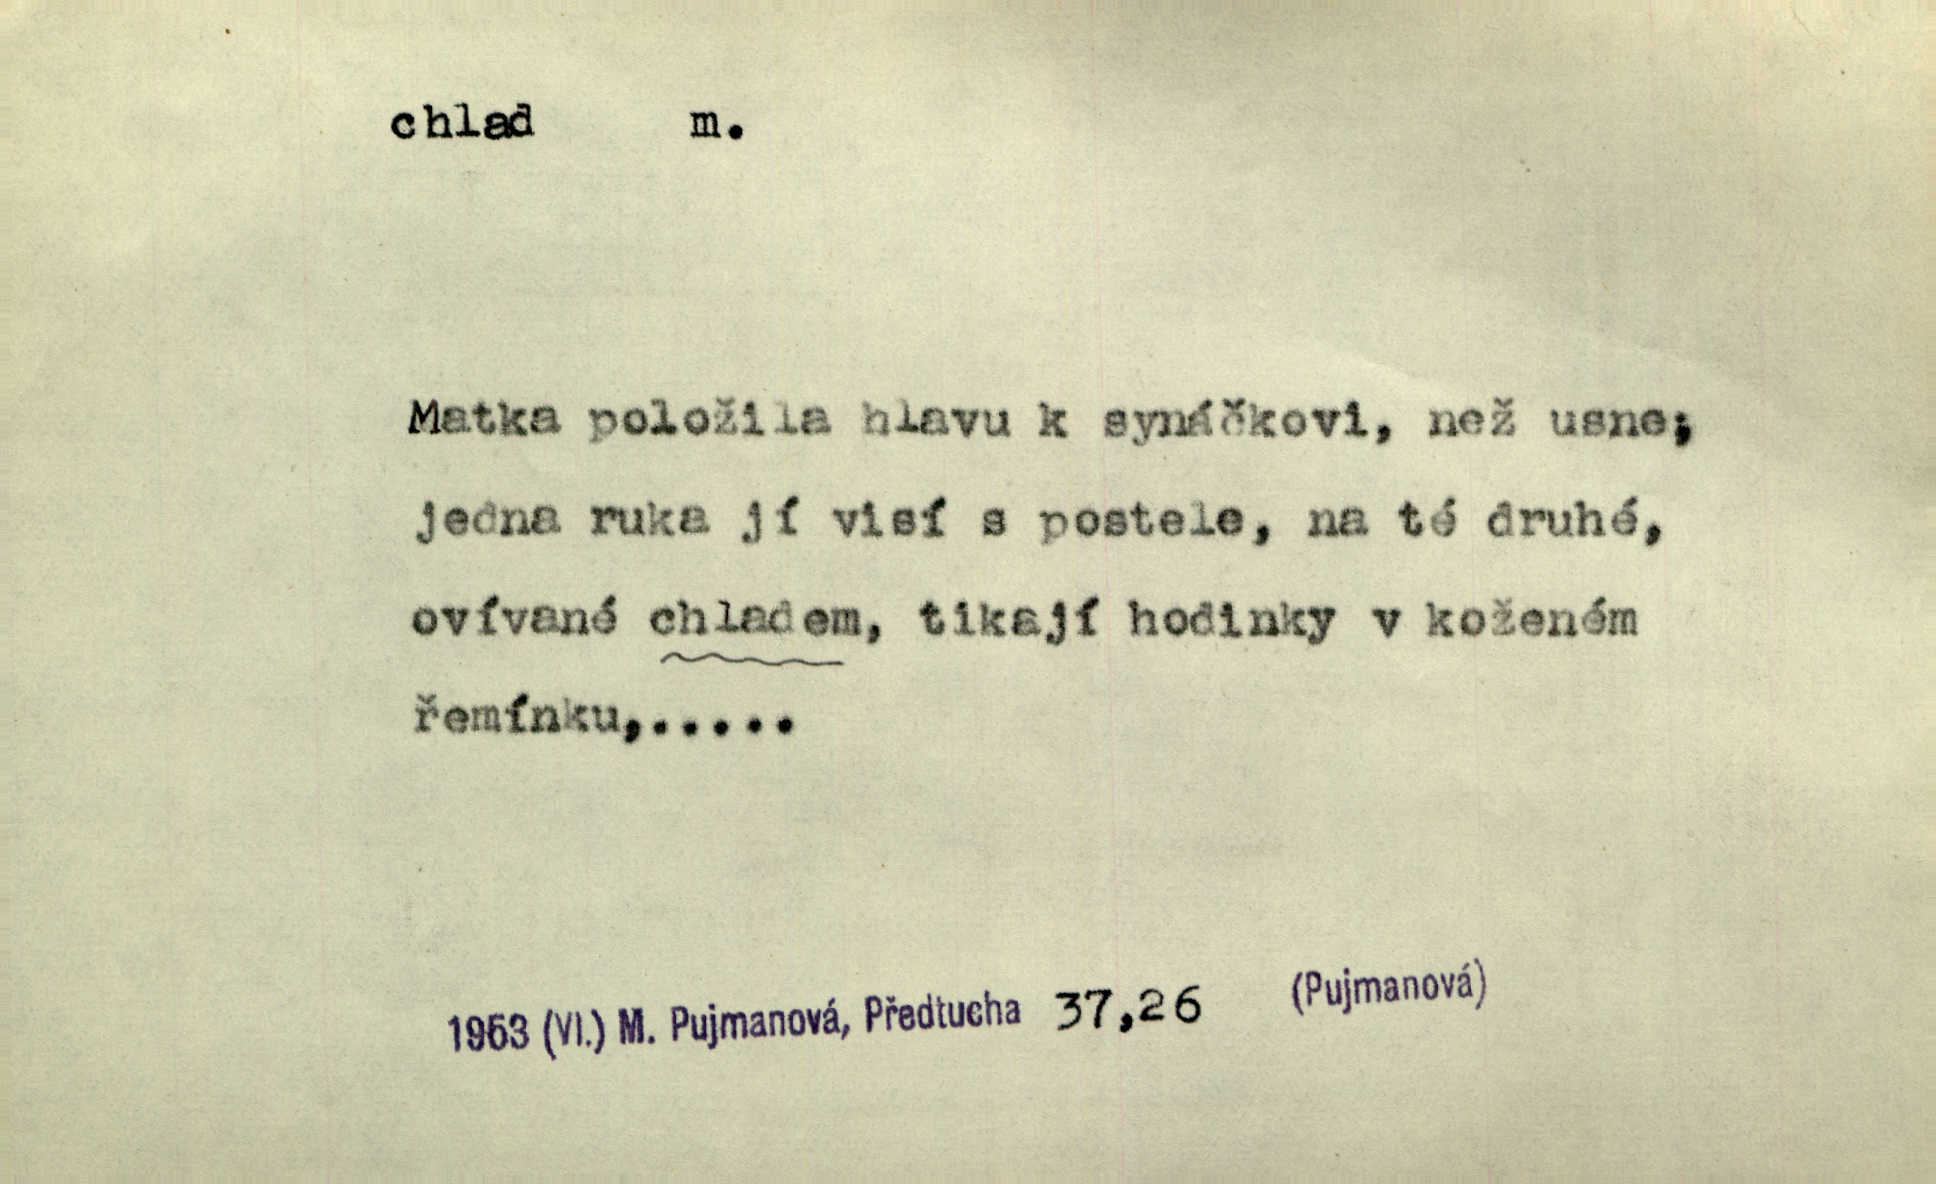 chlad m.
Matka položila hlavu k synáčkovi, než usne;
jedna ruka jí visí s postele, na té druhé,
ovívané chladem, tikají hodinky v koženém
řemínku,.....
1953 (VI.) M. Pujmanová, Předtucha 37,26 (Pujmanová)